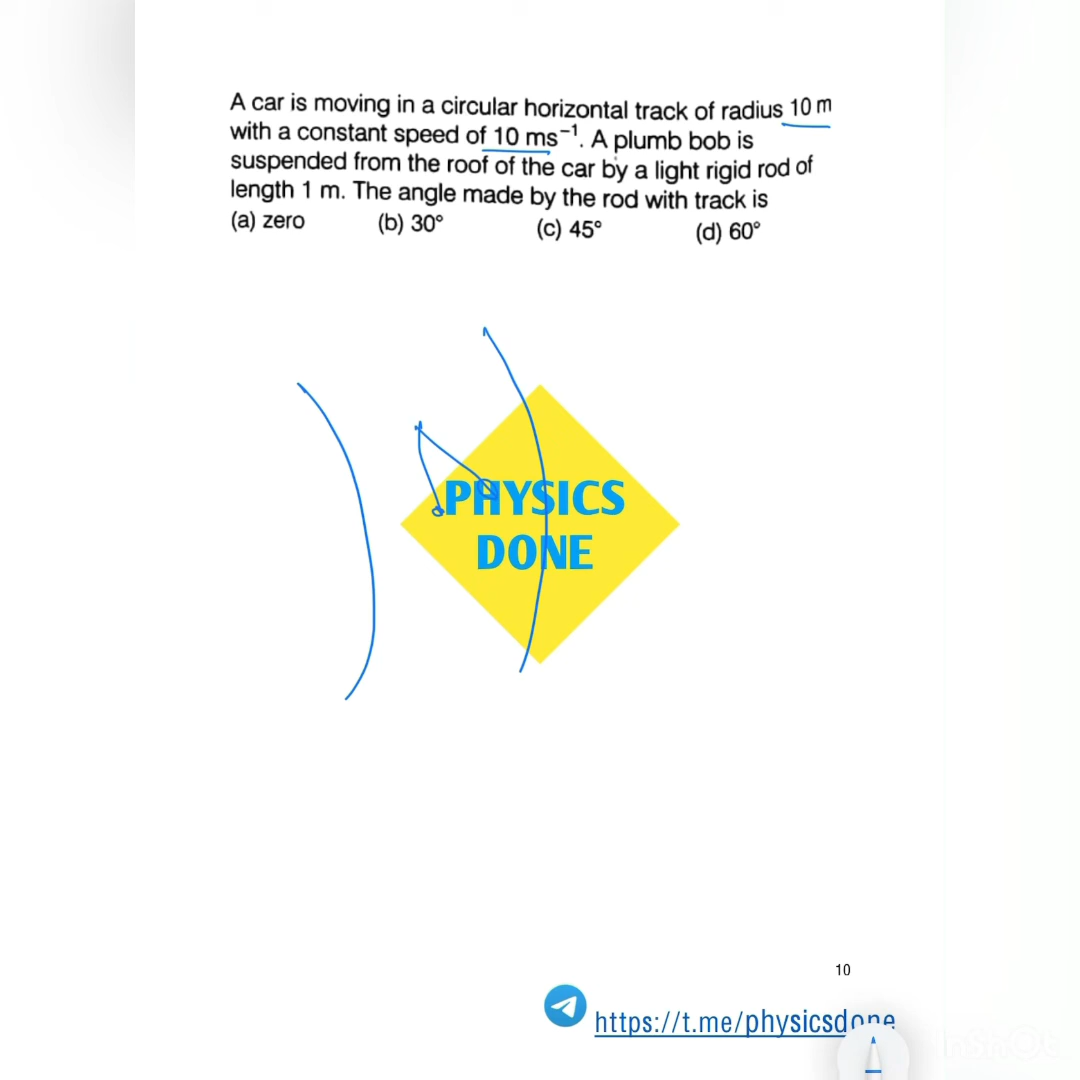 A car is moving in a circular horizontal track of radius 10 m
with a constant speed of 10 ms⁻¹. A plumb bob is
suspended from the roof of the car by a light rigid rod of
length 1 m. The angle made by the rod with track is
(a) zero (b) 30° (c) 45° (d) 60°
PHYSICS
DONE
10
https://t.me/physicsdone
InShOt